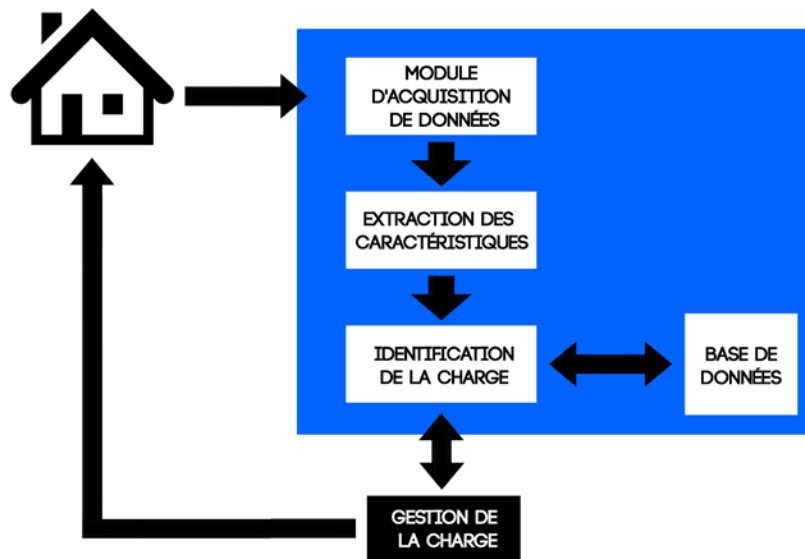 MODULE
D'ACQUISITION
DE DONNÉES
EXTRACTION DES
CARACTÉRISTIQUES
IDENTIFICATION
DE LA CHARGE
BASE DE
DONNÉES
GESTION DE
LA CHARGE